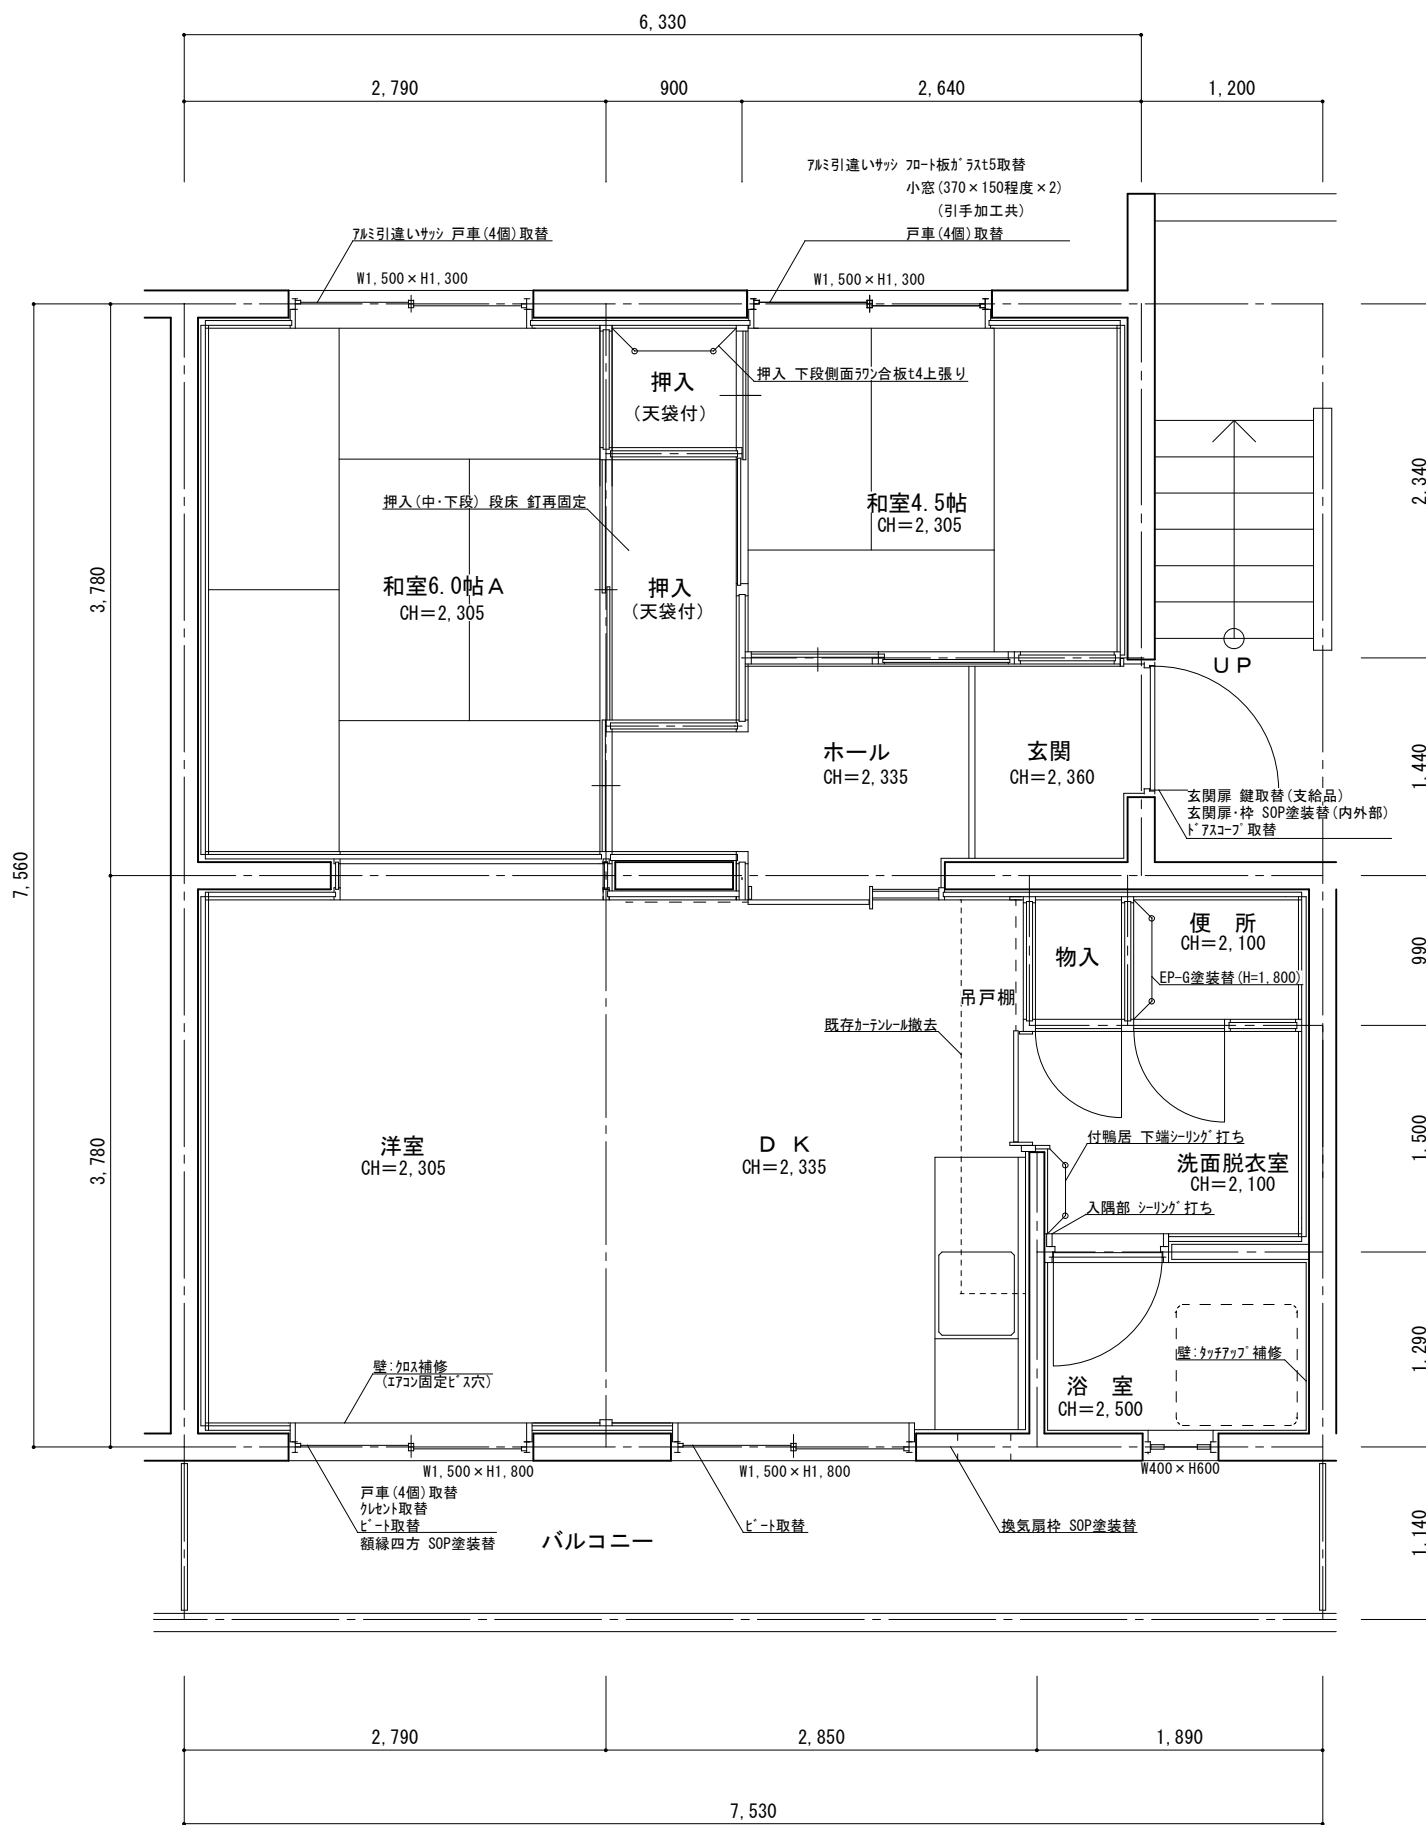 6,330
2,790
900
2,640
1,200
ｱﾙﾐ引違いｻｯｼ ﾌﾛｰﾄ板ｶﾞﾗｽt5取替
小窓(370×150程度×2)
(引手加工共)
戸車(4個)取替
ｱﾙﾐ引違いｻｯｼ 戸車(4個)取替
W1,500×H1,300
W1,500×H1,300
押入
(天袋付)
押入 下段側面ﾗﾜﾝ合板t4上張り
押入(中･下段) 段床 釘再固定
和室4.5帖
CH=2,305
和室6.0帖A
CH=2,305
押入
(天袋付)
UP
ホール
CH=2,335
玄関
CH=2,360
玄関扉 鍵取替(支給品)
玄関扉･枠 SOP塗装替(内外部)
ﾄﾞｱｽｺｰﾌﾟ取替
7,560
3,780
3,780
2,340
1,440
990
1,500
1,290
1,140
物入
便 所
CH=2,100
EP-G塗装替(H=1,800)
吊戸棚
既存ｶｰﾃﾝﾚｰﾙ撤去
洋室
CH=2,305
D K
CH=2,335
付鴨居 下端ｼｰﾘﾝｸﾞ打ち
洗面脱衣室
CH=2,100
入隅部 ｼｰﾘﾝｸﾞ打ち
壁:ｸﾛｽ補修
(ｴｱｺﾝ固定ﾋﾞｽ穴)
壁:ﾀｯﾁｱｯﾌﾟ補修
浴 室
CH=2,500
W1,500×H1,800
W1,500×H1,800
W400×H600
戸車(4個)取替
ｸﾚｾﾝﾄ取替
ﾋﾞｰﾄ取替
額縁四方 SOP塗装替
バルコニー
ﾋﾞｰﾄ取替
換気扇枠 SOP塗装替
2,790
2,850
1,890
7,530